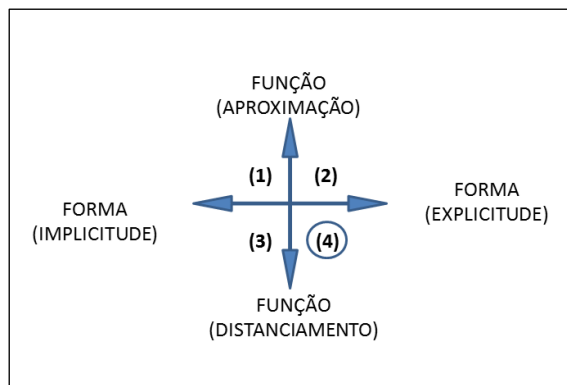 FUNÇÃO
(APROXIMAÇÃO)
(1) (2)
FORMA
(IMPLICITUDE)
FORMA
(EXPLICITUDE)
(3) (4)
FUNÇÃO
(DISTANCIAMENTO)